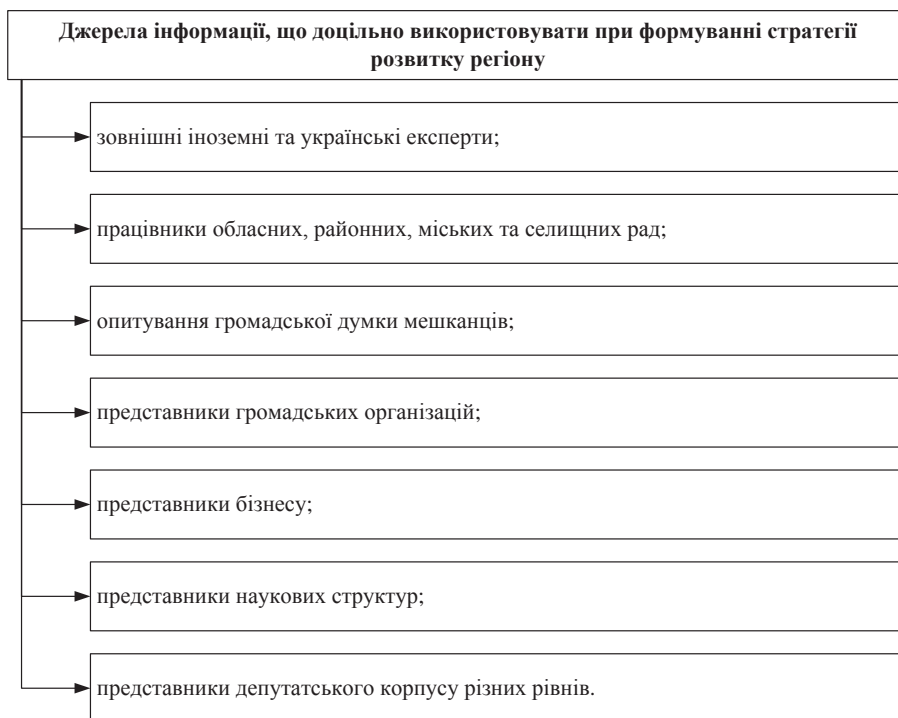 Джерела інформації, що доцільно використовувати при формуванні стратегії
розвитку регіону
зовнішні іноземні та українські експерти;
працівники обласних, районних, міських та селищних рад;
опитування громадської думки мешканців;
представники громадських організацій;
представники бізнесу;
представники наукових структур;
представники депутатського корпусу різних рівнів.